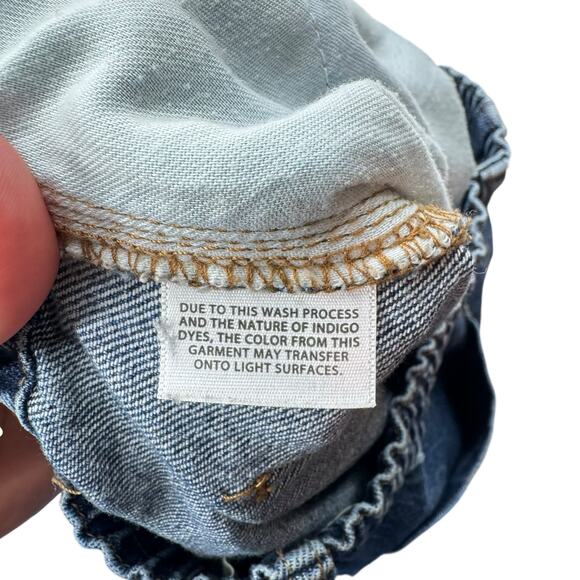 DUE TO THIS WASH PROCESS
AND THE NATURE OF INDIGO
DYES, THE COLOR FROM THIS
GARMENT MAY TRANSFER
ONTO LIGHT SURFACES.